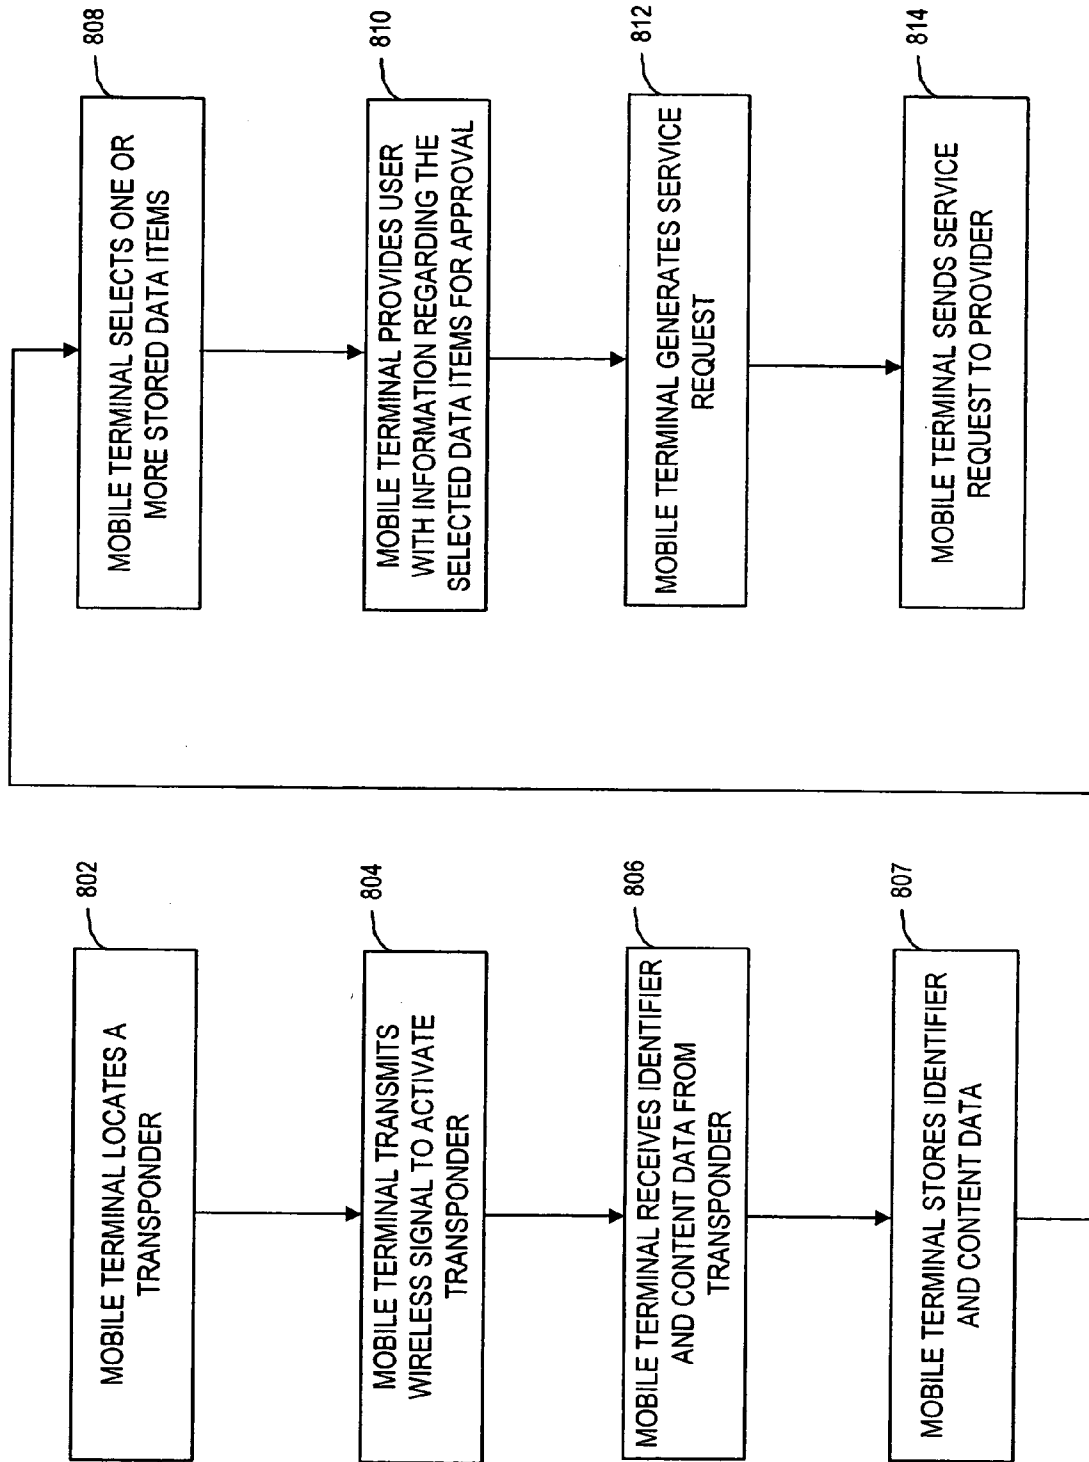 802
MOBILE TERMINAL LOCATES A
TRANSPONDER
804
MOBILE TERMINAL TRANSMITS
WIRELESS SIGNAL TO ACTIVATE
TRANSPONDER
806
MOBILE TERMINAL RECEIVES IDENTIFIER
AND CONTENT DATA FROM
TRANSPONDER
807
MOBILE TERMINAL STORES IDENTIFIER
AND CONTENT DATA
808
MOBILE TERMINAL SELECTS ONE OR
MORE STORED DATA ITEMS
810
MOBILE TERMINAL PROVIDES USER
WITH INFORMATION REGARDING THE
SELECTED DATA ITEMS FOR APPROVAL
812
MOBILE TERMINAL GENERATES SERVICE
REQUEST
814
MOBILE TERMINAL SENDS SERVICE
REQUEST TO PROVIDER